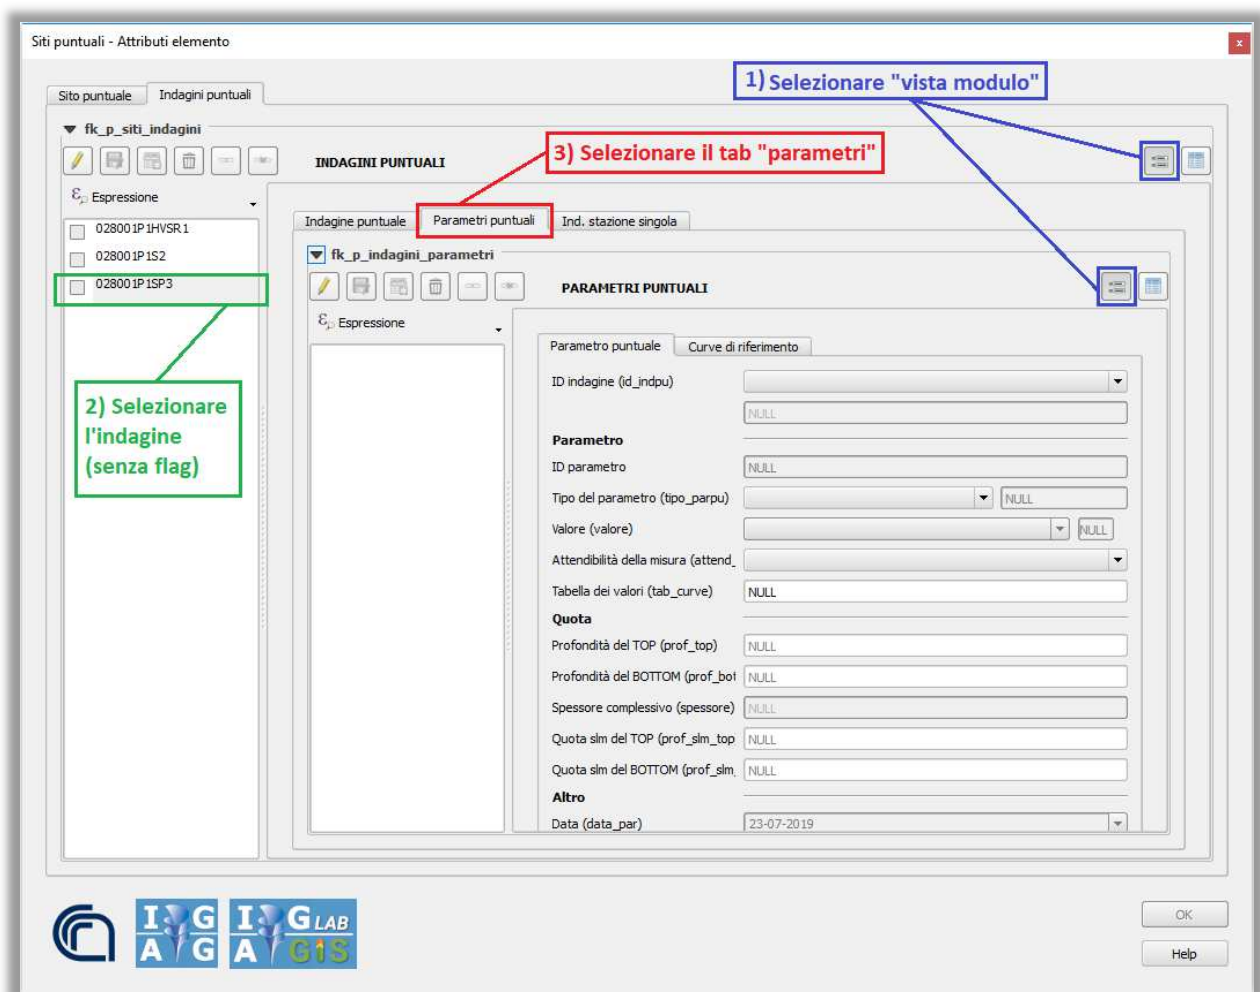 Siti puntuali - Attributi elemento
x
1) Selezionare "vista modulo"
Sito puntuale
Indagini puntuali
fk_p_siti_indagini
INDAGINI PUNTUALI
3) Selezionare il tab "parametri"
Espressione
028001P1HVSR1
028001P1S2
028001P1SP3
2) Selezionare
l'indagine
(senza flag)
Indagine puntuale
Parametri puntuali
Ind. stazione singola
fk_p_indagini_parametri
PARAMETRI PUNTUALI
Espressione
Parametro puntuale
Curve di riferimento
ID indagine (id_indpu)
NULL
Parametro
ID parametro
NULL
Tipo del parametro (tipo_parpu)
NULL
Valore (valore)
NULL
Attendibilità della misura (attend_
Tabella dei valori (tab_curve)
NULL
Quota
Profondità del TOP (prof_top)
NULL
Profondità del BOTTOM (prof_bot
NULL
Spessore complessivo (spessore)
NULL
Quota slm del TOP (prof_slm_top
NULL
Quota slm del BOTTOM (prof_slm_
NULL
Altro
Data (data_par)
23-07-2019
I G
A G
I G LAB
A GIS
OK
Help